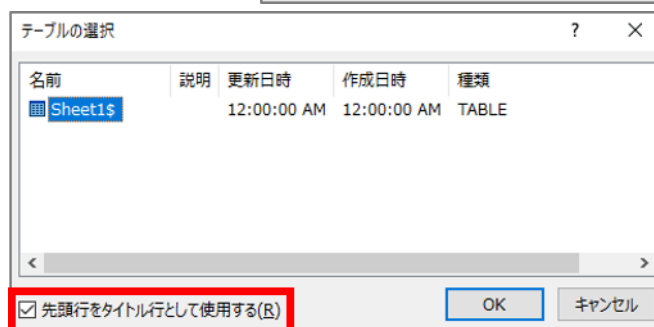 テーブルの選択 ? ×
名前 説明 更新日時 作成日時 種類
Sheet1$ 12:00:00 AM 12:00:00 AM TABLE
先頭行をタイトル行として使用する(R) OK キャンセル